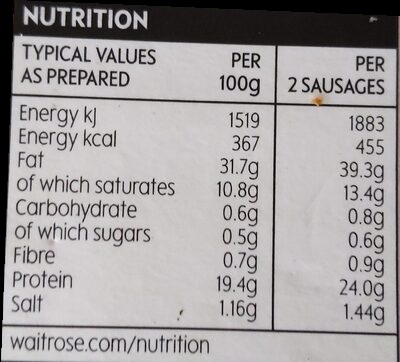 NUTRITION
TYPICAL VALUES AS PREPARED PER 100g PER 2 SAUSAGES
Energy kJ 1519 1883
Energy kcal 367 455
Fat 31.7g 39.3g
of which saturates 10.8g 13.4g
Carbohydrate 0.6g 0.8g
of which sugars 0.5g 0.6g
Fibre 0.7g 0.9g
Protein 19.4g 24.0g
Salt 1.16g 1.44g
waitrose.com/nutrition